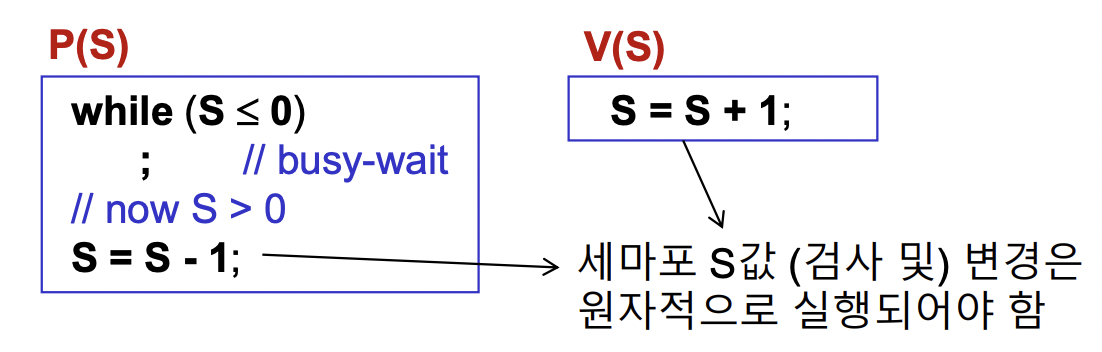 P(S)
while (S ≤ 0)
; // busy-wait
// now S > 0
S = S - 1;
V(S)
S = S + 1;
세마포 S값 (검사 및) 변경은
원자적으로 실행되어야 함